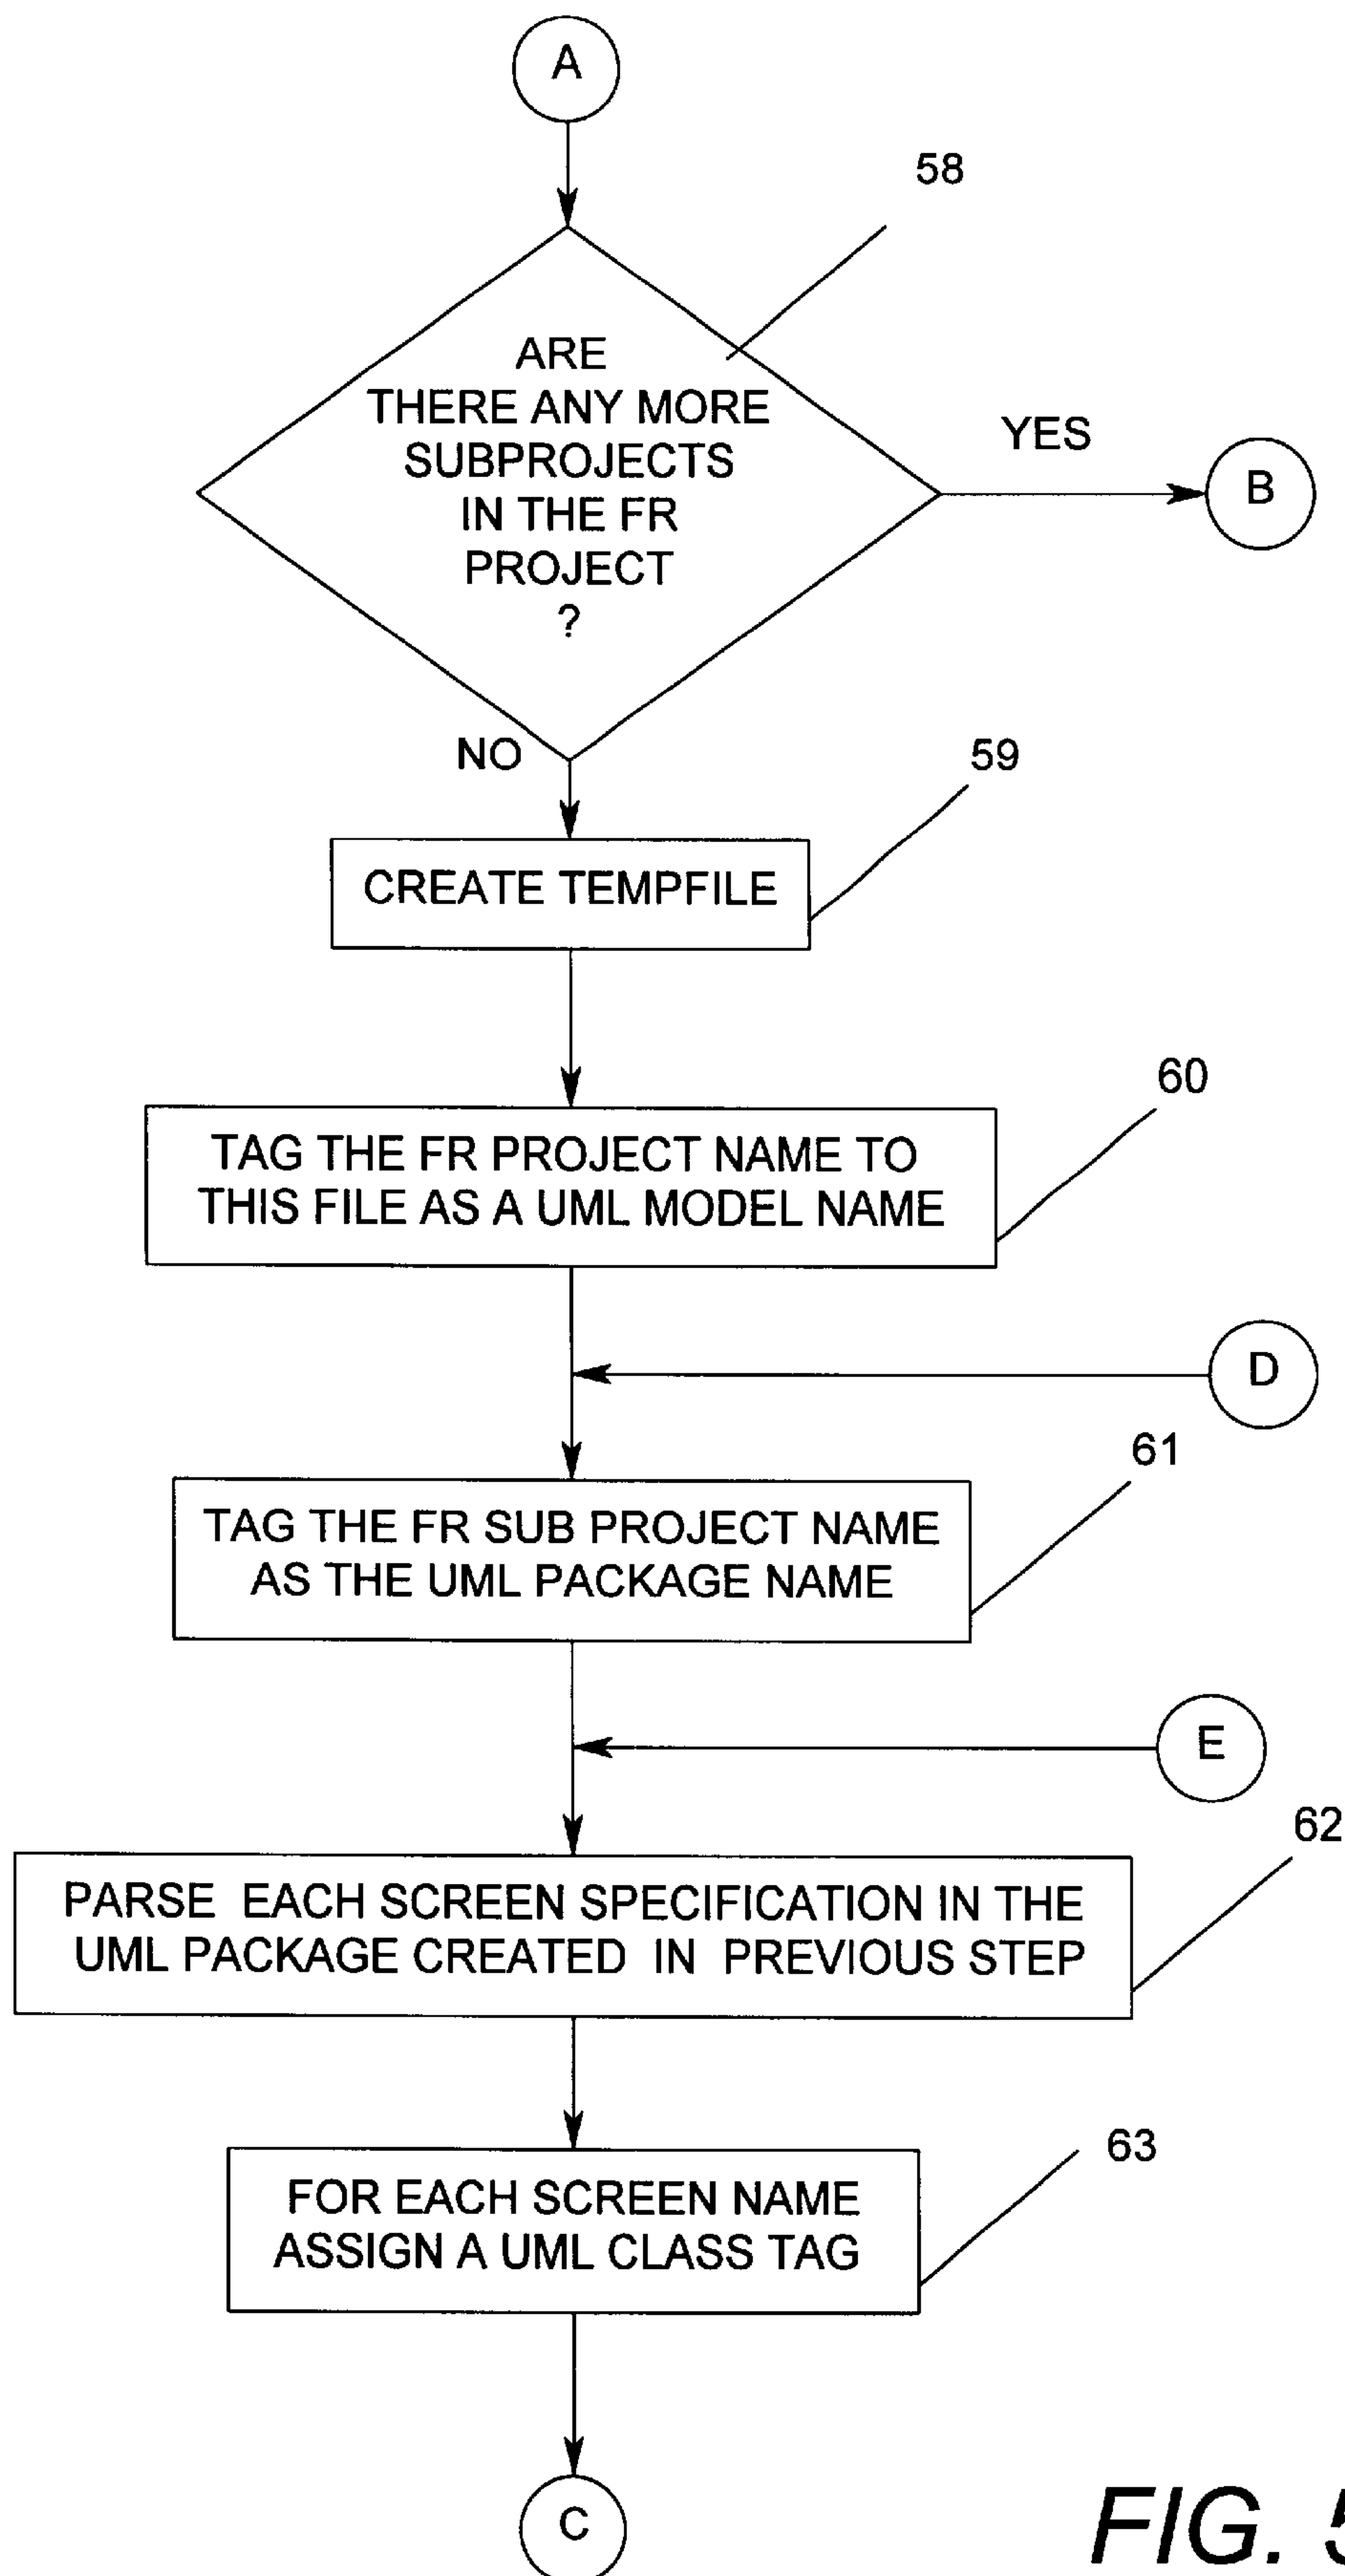 A
58
ARE
THERE ANY MORE
SUBPROJECTS
IN THE FR
PROJECT
?
YES
B
NO
59
CREATE TEMPFILE
60
TAG THE FR PROJECT NAME TO
THIS FILE AS A UML MODEL NAME
D
61
TAG THE FR SUB PROJECT NAME
AS THE UML PACKAGE NAME
E
62
PARSE EACH SCREEN SPECIFICATION IN THE
UML PACKAGE CREATED IN PREVIOUS STEP
63
FOR EACH SCREEN NAME
ASSIGN A UML CLASS TAG
C
FIG.